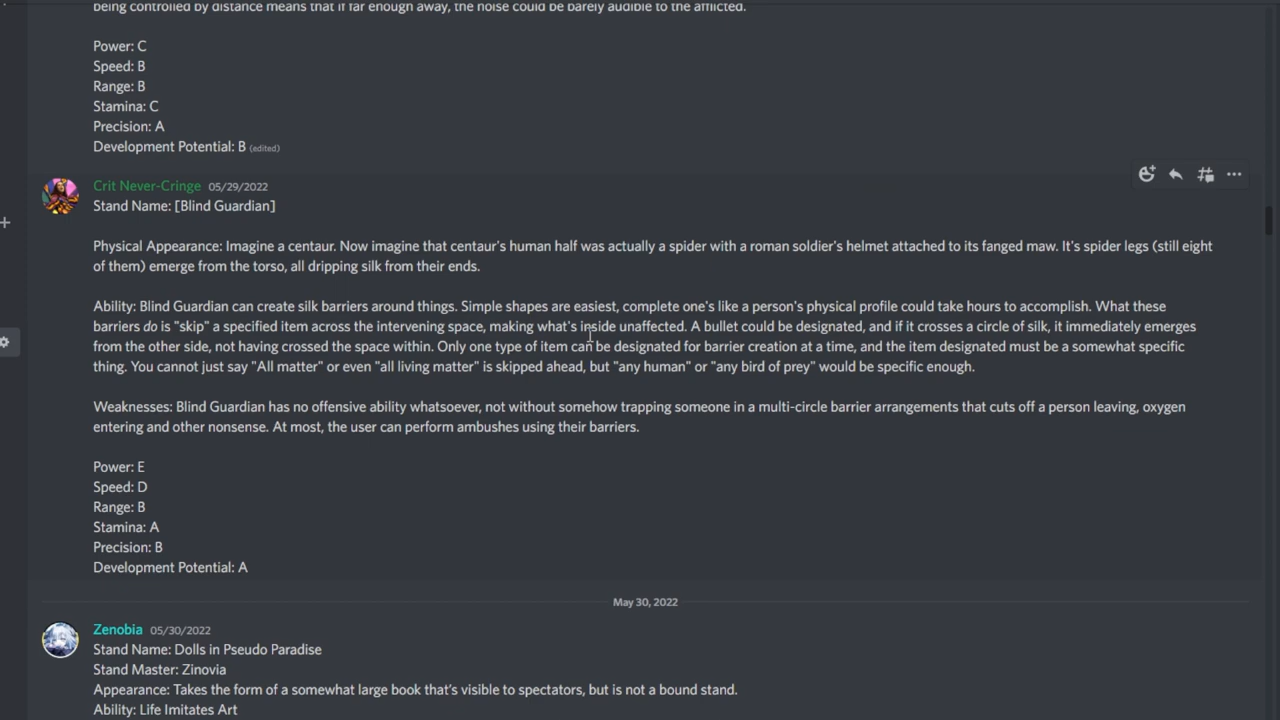 being controlled by distance means that if far enough away, the noise could be barely audible to the afflicted.
Power: C
Speed: B
Range: B
Stamina: C
Precision: A
Development Potential: B (edited)
Crit Never-Cringe 05/29/2022
Stand Name: [Blind Guardian]
Physical Appearance: Imagine a centaur. Now imagine that centaur's human half was actually a spider with a roman soldier's helmet attached to its fanged maw. It's spider legs (still eight
of them) emerge from the torso, all dripping silk from their ends.
Ability: Blind Guardian can create silk barriers around things. Simple shapes are easiest, complete one's like a person's physical profile could take hours to accomplish. What these
barriers do is "skip" a specified item across the intervening space, making what's inside unaffected. A bullet could be designated, and if it crosses a circle of silk, it immediately emerges
from the other side, not having crossed the space within. Only one type of item can be designated for barrier creation at a time, and the item designated must be a somewhat specific
thing. You cannot just say "All matter" or even "all living matter" is skipped ahead, but "any human" or "any bird of prey" would be specific enough.
Weaknesses: Blind Guardian has no offensive ability whatsoever, not without somehow trapping someone in a multi-circle barrier arrangements that cuts off a person leaving, oxygen
entering and other nonsense. At most, the user can perform ambushes using their barriers.
Power: E
Speed: D
Range: B
Stamina: A
Precision: B
Development Potential: A
May 30, 2022
Zenobia 05/30/2022
Stand Name: Dolls in Pseudo Paradise
Stand Master: Zinovia
Appearance: Takes the form of a somewhat large book that's visible to spectators, but is not a bound stand.
Ability: Life Imitates Art